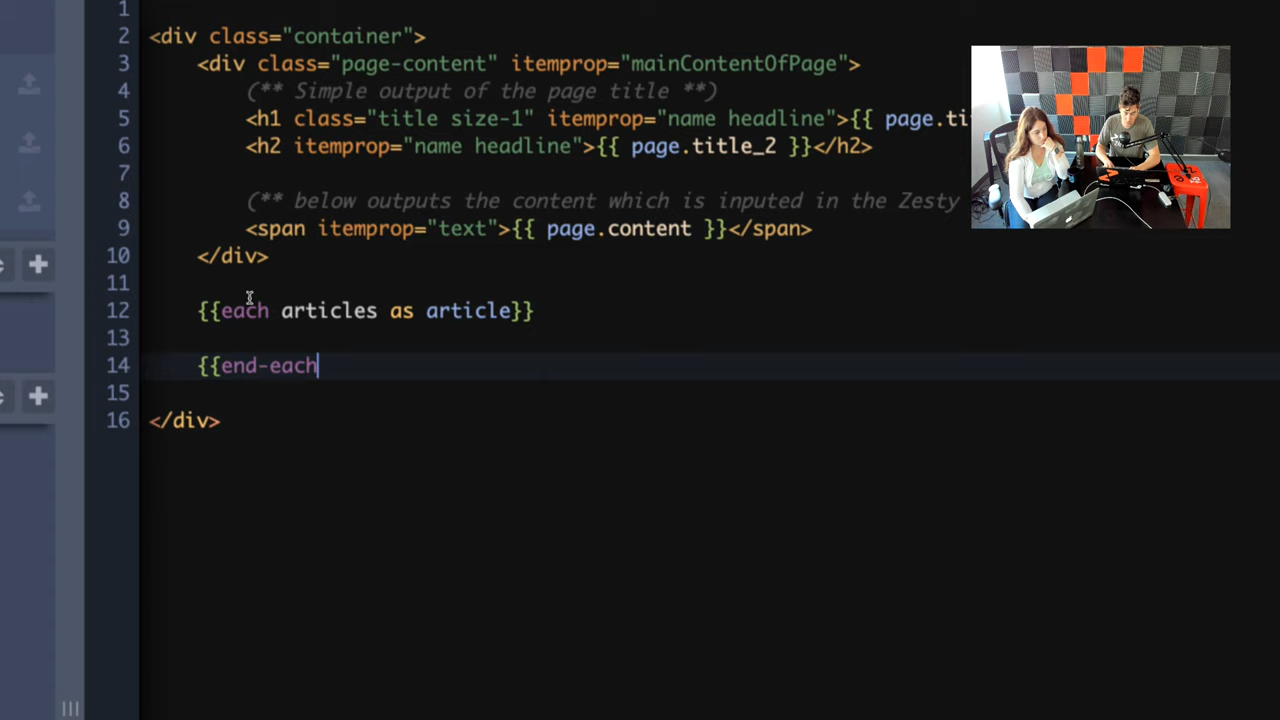 1
2 <div class="container">
3 <div class="page-content" itemprop="mainContentOfPage">
4 (** Simple output of the page title **)
5 <h1 class="title size-1" itemprop="name headline">{{ page.ti
6 <h2 itemprop="name headline">{{ page.title_2 }}</h2>
7
8 (** below outputs the content which is inputed in the Zesty
9 <span itemprop="text">{{ page.content }}</span>
10 </div>
11
12 {{each articles as article}}
13
14 {{end-each
15
16 </div>